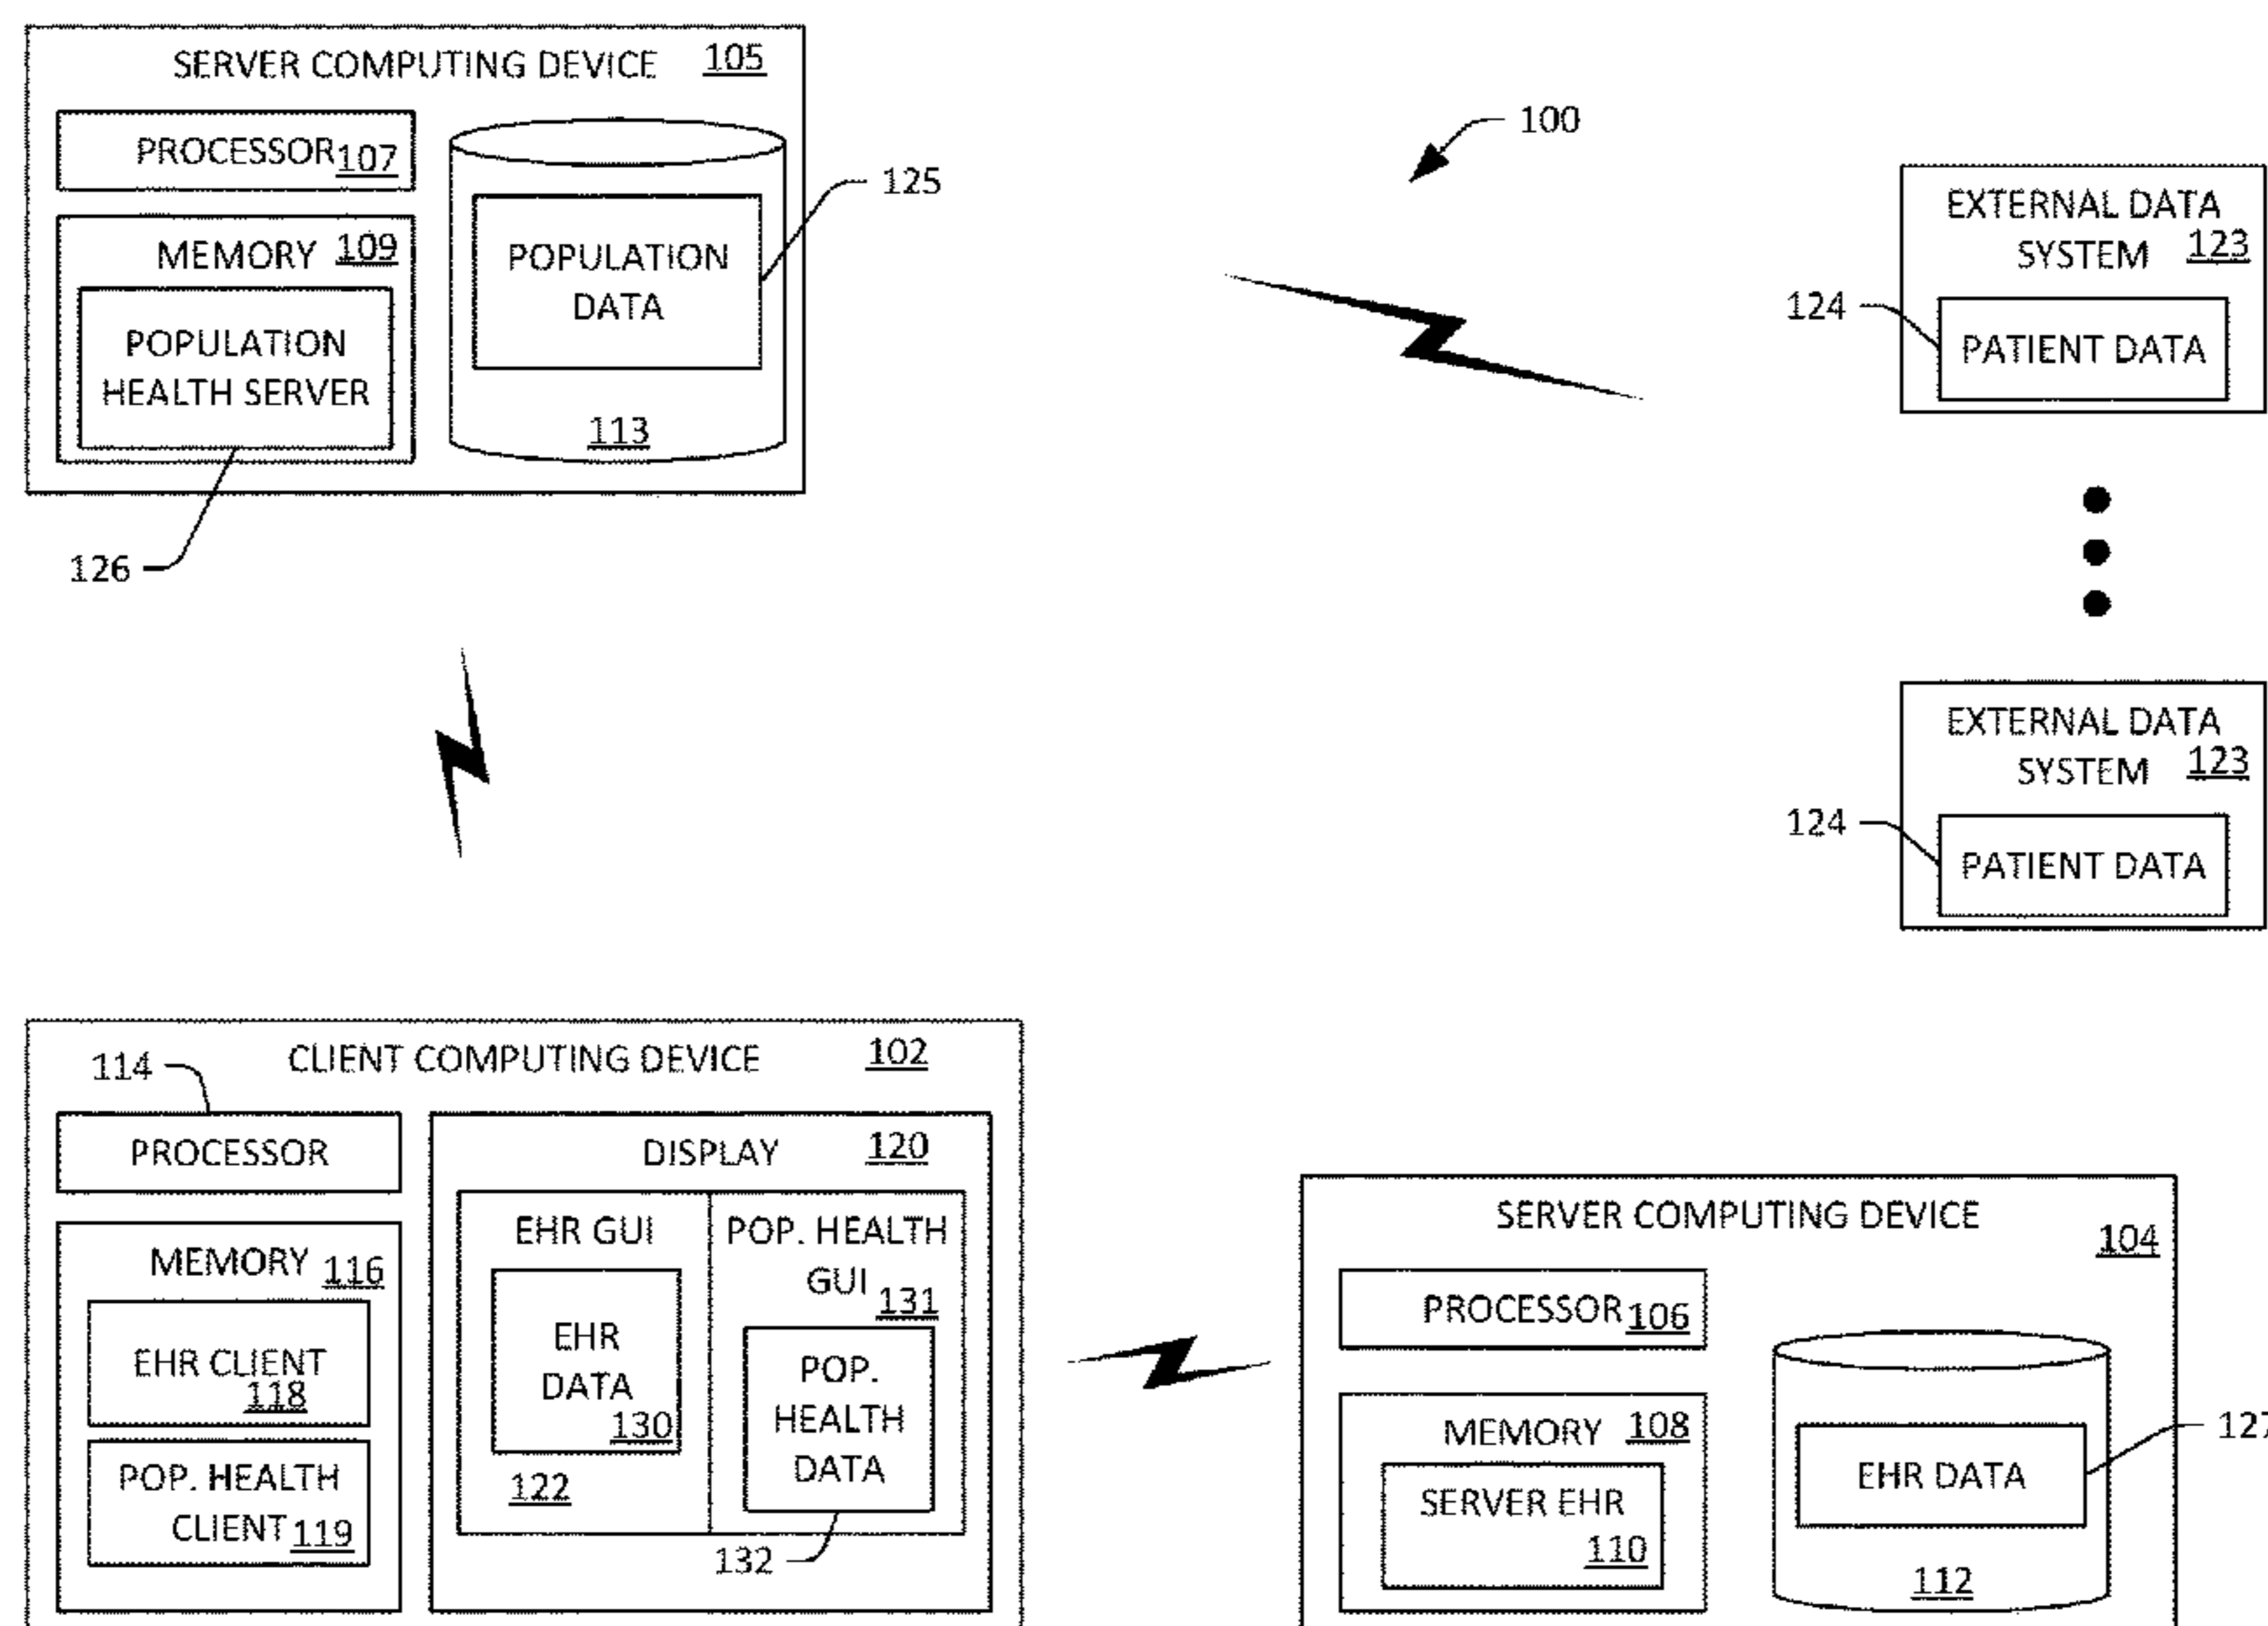 SERVER COMPUTING DEVICE 105
PROCESSOR 107
MEMORY 109
POPULATION
HEALTH SERVER
126
POPULATION
DATA
113
125
100
EXTERNAL DATA
SYSTEM 123
124
PATIENT DATA
EXTERNAL DATA
SYSTEM 123
124
PATIENT DATA
CLIENT COMPUTING DEVICE 102
114
PROCESSOR
MEMORY 116
EHR CLIENT
118
POP. HEALTH
CLIENT 119
DISPLAY 120
EHR GUI
EHR
DATA
130
122
POP. HEALTH
GUI 131
POP.
HEALTH
DATA
132
SERVER COMPUTING DEVICE
104
PROCESSOR 106
MEMORY 108
SERVER EHR
110
EHR DATA
112
127